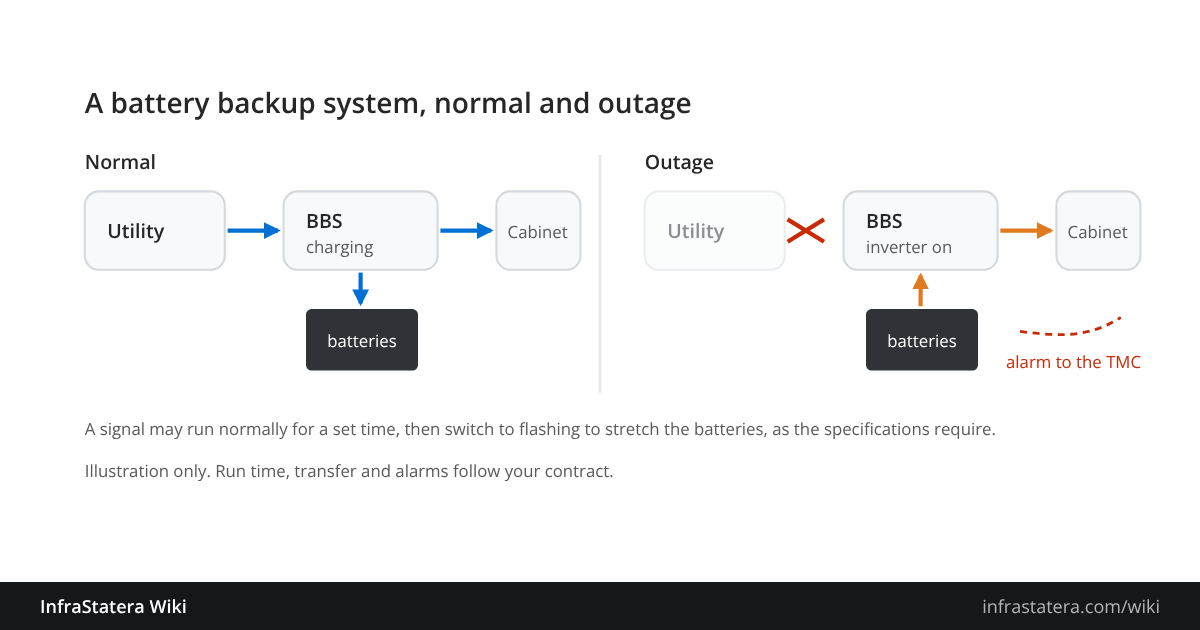 A battery backup system, normal and outage
Normal
Utility
BBS
charging
Cabinet
batteries
Outage
Utility
BBS
inverter on
Cabinet
batteries
alarm to the TMC
A signal may run normally for a set time, then switch to flashing to stretch the batteries, as the specifications require.
Illustration only. Run time, transfer and alarms follow your contract.
InfraStatera Wiki
infrastatera.com/wiki